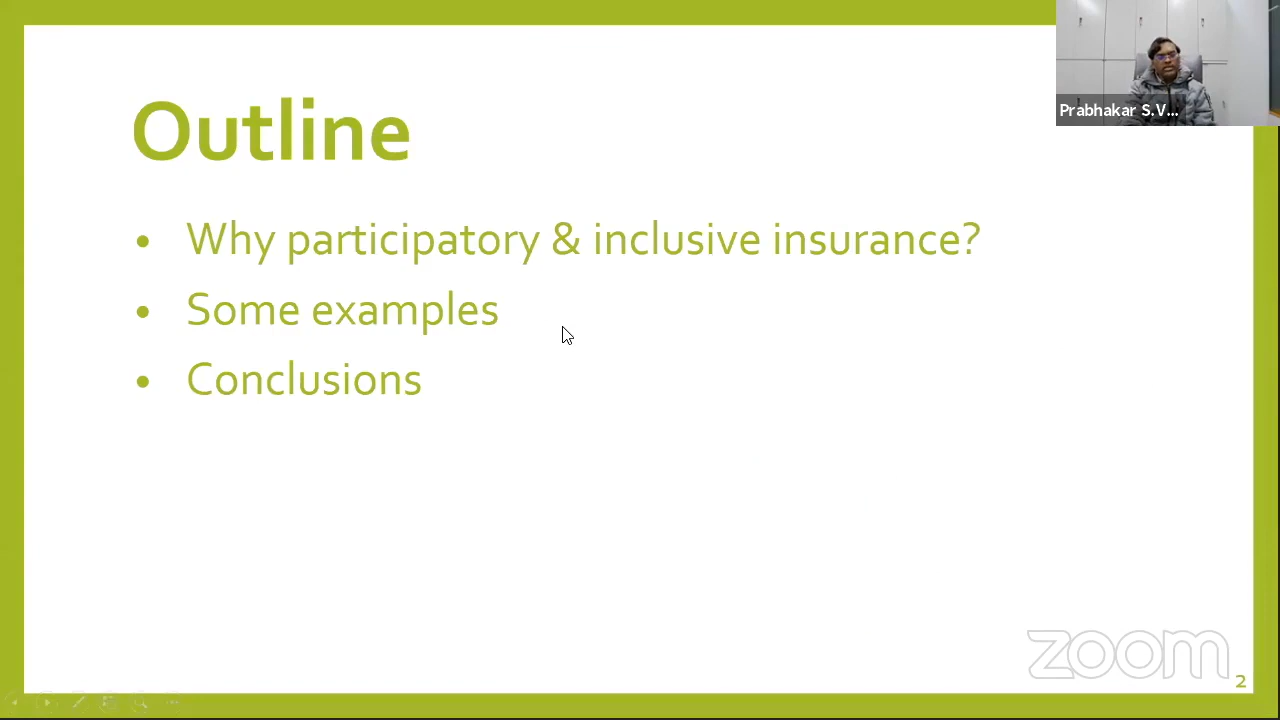 Outline
• Why participatory & inclusive insurance?
• Some examples
• Conclusions
Prabhakar S.V...
zoom
2